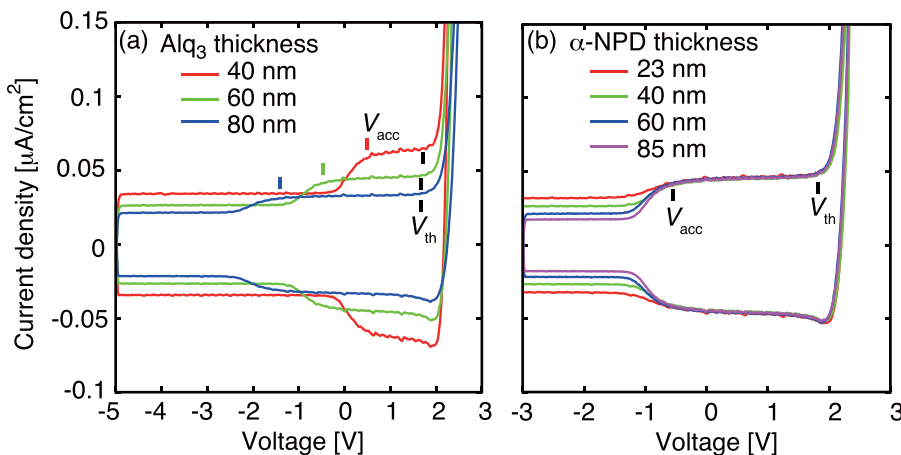 (a) Alq3 thickness
40 nm
60 nm
80 nm
Vacc
Vth
(b) α-NPD thickness
23 nm
40 nm
60 nm
85 nm
Vacc
Vth
Currrent density [μA/cm2]
0.15
0.1
0.05
0
-0.05
-0.1
-5 -4 -3 -2 -1 0 1 2 3
Voltage [V]
-3 -2 -1 0 1 2 3
Voltage [V]